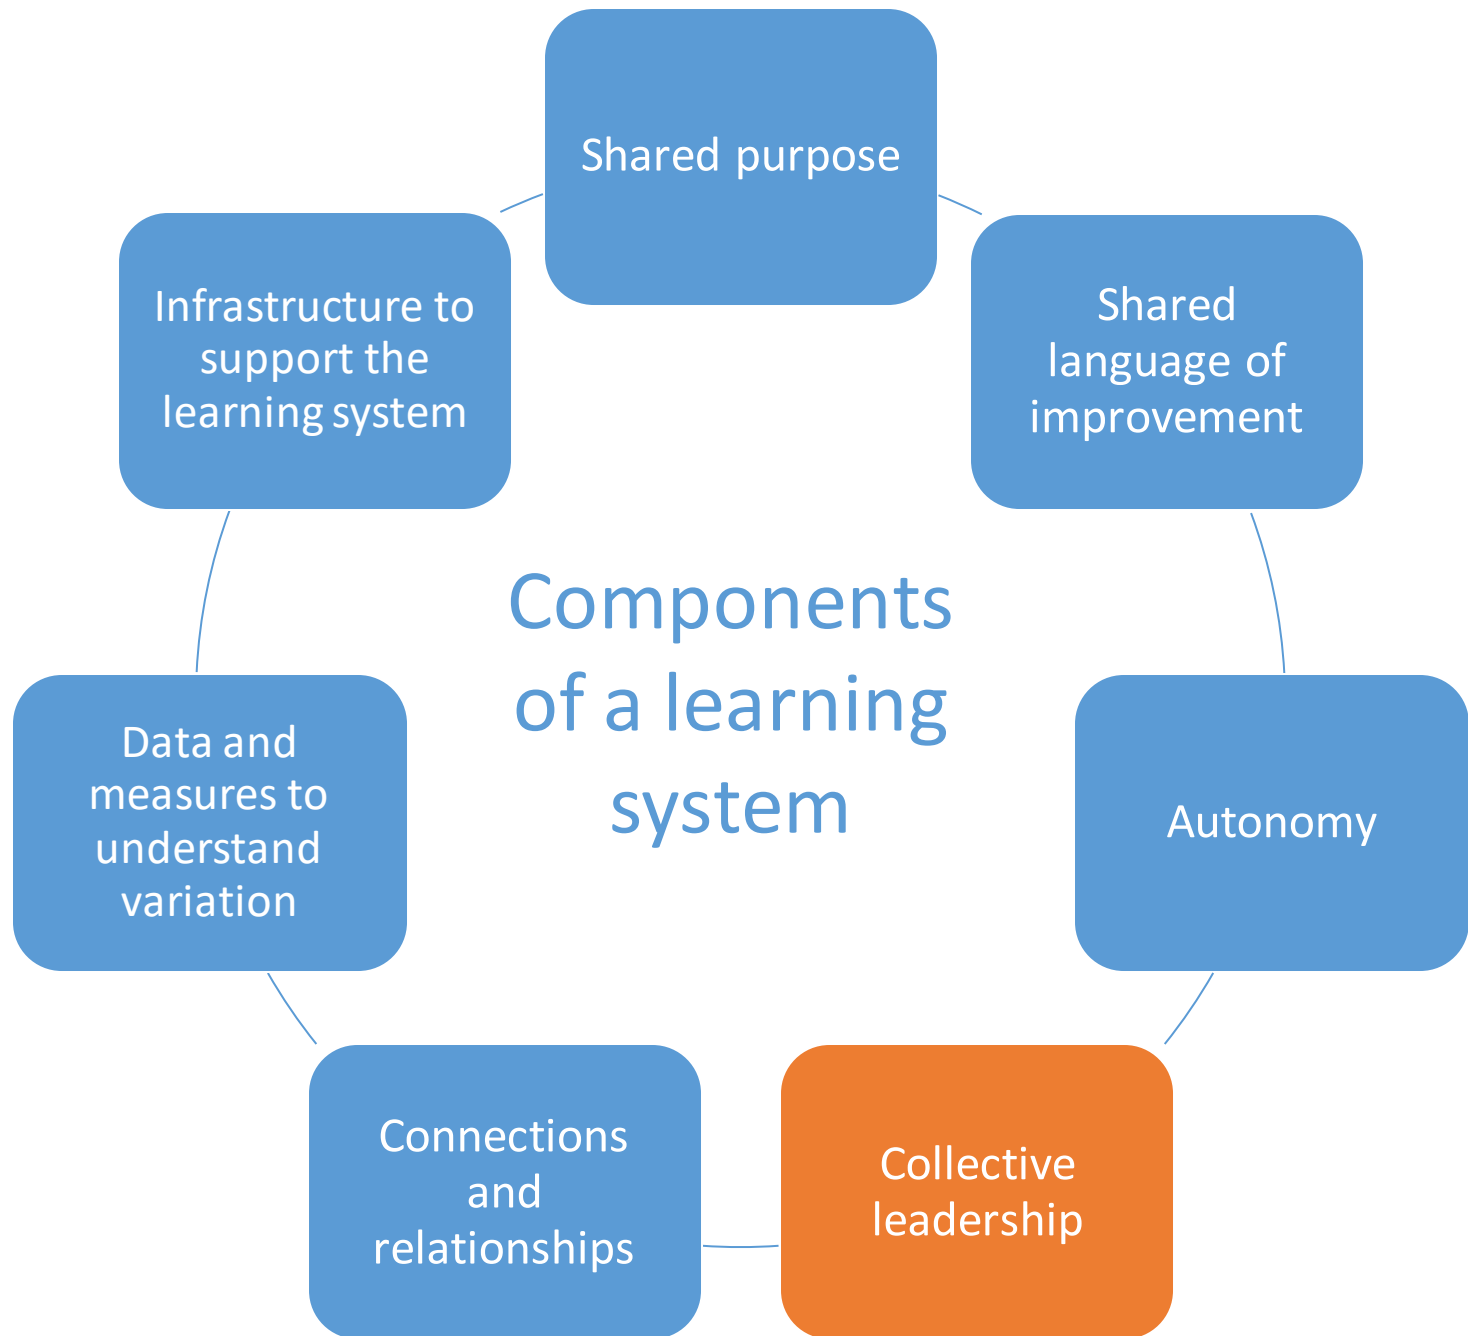 Shared purpose
Shared
language of
improvement
Autonomy
Collective
leadership
Connections
and
relationships
Data and
measures to
understand
variation
Infrastructure to
support the
learning system
Components
of a learning
system